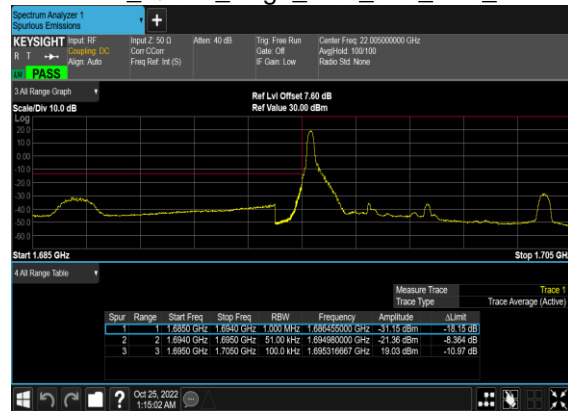 Spectrum Analyzer 1
Spurious Emissions
+
KEYSIGHT Input: RF Input Z: 50 Ω Atten: 40 dB Trig: Free Run Center Freq: 22.005000000 GHz
R T Coupling: DC Corr CCorr Gate: Off Avg|Hold: 100/100
Align: Auto Freq Ref: Int (S) IF Gain: Low Radio Std: None
PASS
3 All Range Graph
Ref Lvl Offset 7.60 dB
Scale/Div 10.0 dB Ref Value 30.00 dBm
Log
20.0
10.0
0.00
-10.0
-20.0
-30.0
-40.0
-50.0
-60.0
Start 1.685 GHz Stop 1.705 GH
4 All Range Table
Measure Trace Trace 1
Trace Type Trace Average (Active)
Spur Range Start Freq Stop Freq RBW Frequency Amplitude ΔLimit
1 1 1.6850 GHz 1.6940 GHz 1.000 MHz 1.686455000 GHz -31.15 dBm -18.15 dB
2 2 1.6940 GHz 1.6950 GHz 51.00 kHz 1.694980000 GHz -21.36 dBm -8.364 dB
3 3 1.6950 GHz 1.7050 GHz 100.0 kHz 1.695316667 GHz 19.03 dBm -10.97 dB
?
Oct 25, 2022
1:15:02 AM